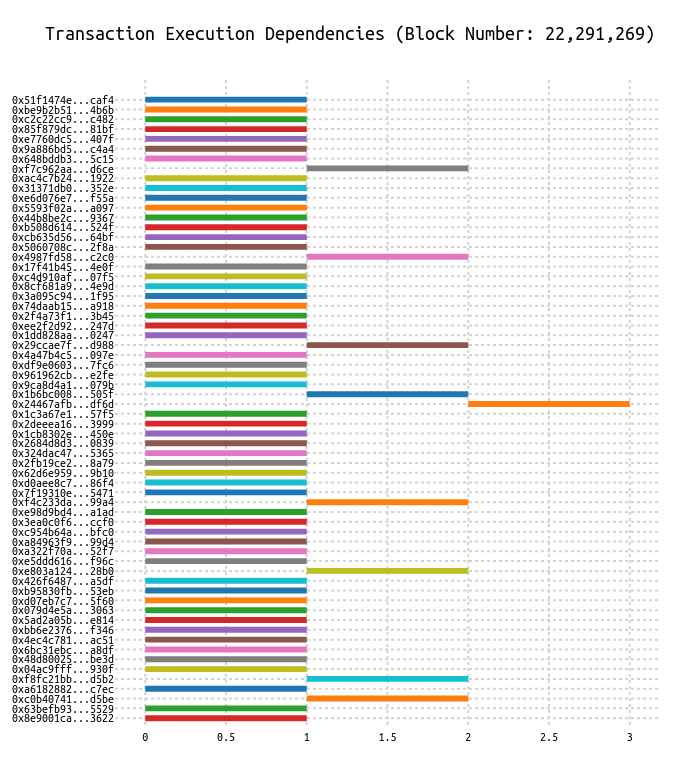 Transaction Execution Dependencies (Block Number: 22,291,269)
0x51f1474e...caf4
0xbe9b2b51...4b6b
0xc2c22cc9...c482
0x85f879dc...81bf
0xe7760dc5...407f
0x9a886bd5...c4a4
0x648bddb3...5c15
0xf7c962aa...d6ce
0xac4c7b24...1922
0x31371db0...352e
0xe6d076e7...f55a
0x5593f02a...a097
0x44b8be2c...9367
0xb508d614...524f
0xcb635d56...64bf
0x5060708c...2f8a
0x4987fd58...c2c0
0x17f41b45...4e0f
0xc4d910af...07f5
0x8cf681a9...4e9d
0x3a095c94...1f95
0x74daab15...a918
0x2f4a73f1...3b45
0xee2f2d92...247d
0x1dd828aa...0247
0x29ccae7f...d988
0x4a47b4c5...097e
0xdf9e0603...7fc6
0x961962cb...e2fe
0x9ca8d4a1...079b
0x1b6bc008...505f
0x24467afb...df6d
0x1c3a67e1...57f5
0x2deeea16...3999
0x1cb8302e...450e
0x2684d8d3...0839
0x324dac47...5365
0x2fb19ce2...8a79
0x62d6e959...9b10
0xd0aee8c7...86f4
0x7f19310e...5471
0xf4c233da...99a4
0xe98d9bd4...a1ad
0x3ea0c0f6...ccf0
0xc954b64a...bfc0
0xa84963f9...99d4
0xa322f70a...52f7
0xe5ddd616...f96c
0xe803a124...28b0
0x426f6487...a5df
0xb95830fb...53eb
0xd07eb7c7...5f60
0x079d4e5a...3063
0x5ad2a05b...e814
0xbb6e2376...f346
0x4ec4c781...ac51
0x6bc31ebc...a8df
0x48d80025...be3d
0x04ac9fff...930f
0xf8fc21bb...d5b2
0xa6182882...c7ec
0xc0b40741...d5be
0x63befb93...5529
0x8e9001ca...3622
0 0.5 1 1.5 2 2.5 3